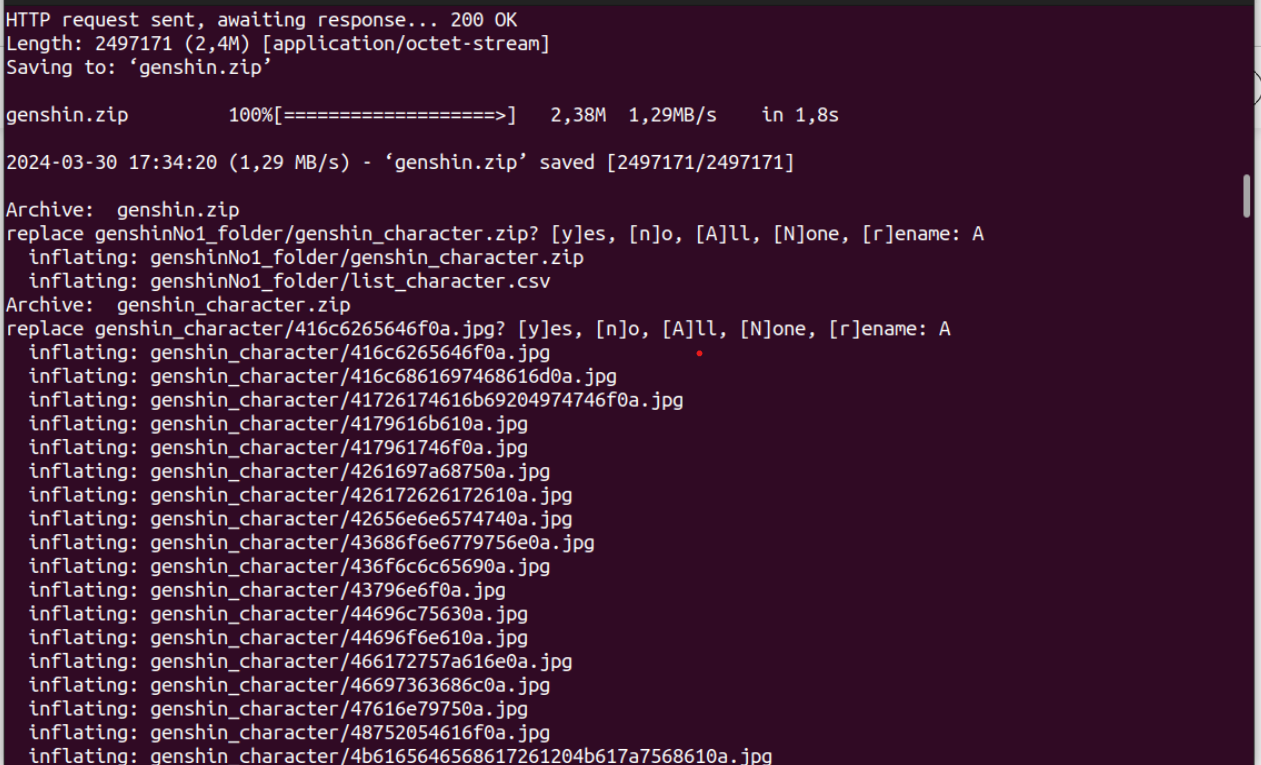 HTTP request sent, awaiting response... 200 OK
Length: 2497171 (2,4M) [application/octet-stream]
Saving to: ‘genshin.zip’
genshin.zip 100%[===================>] 2,38M 1,29MB/s in 1,8s
2024-03-30 17:34:20 (1,29 MB/s) - ‘genshin.zip’ saved [2497171/2497171]
Archive: genshin.zip
replace genshinNo1_folder/genshin_character.zip? [y]es, [n]o, [A]ll, [N]one, [r]ename: A
inflating: genshinNo1_folder/genshin_character.zip
inflating: genshinNo1_folder/list_character.csv
Archive: genshin_character.zip
replace genshin_character/416c6265646f0a.jpg? [y]es, [n]o, [A]ll, [N]one, [r]ename: A
inflating: genshin_character/416c6265646f0a.jpg
inflating: genshin_character/416c6861697468616d0a.jpg
inflating: genshin_character/41726174616b69204974746f0a.jpg
inflating: genshin_character/4179616b610a.jpg
inflating: genshin_character/417961746f0a.jpg
inflating: genshin_character/4261697a68750a.jpg
inflating: genshin_character/426172626172610a.jpg
inflating: genshin_character/42656e6e6574740a.jpg
inflating: genshin_character/43686f6e6779756e0a.jpg
inflating: genshin_character/436f6c6c65690a.jpg
inflating: genshin_character/43796e6f0a.jpg
inflating: genshin_character/44696c75630a.jpg
inflating: genshin_character/44696f6e610a.jpg
inflating: genshin_character/466172757a616e0a.jpg
inflating: genshin_character/46697363686c0a.jpg
inflating: genshin_character/47616e79750a.jpg
inflating: genshin_character/48752054616f0a.jpg
inflating: genshin_character/4b6165646568617261204b617a7568610a.jpg